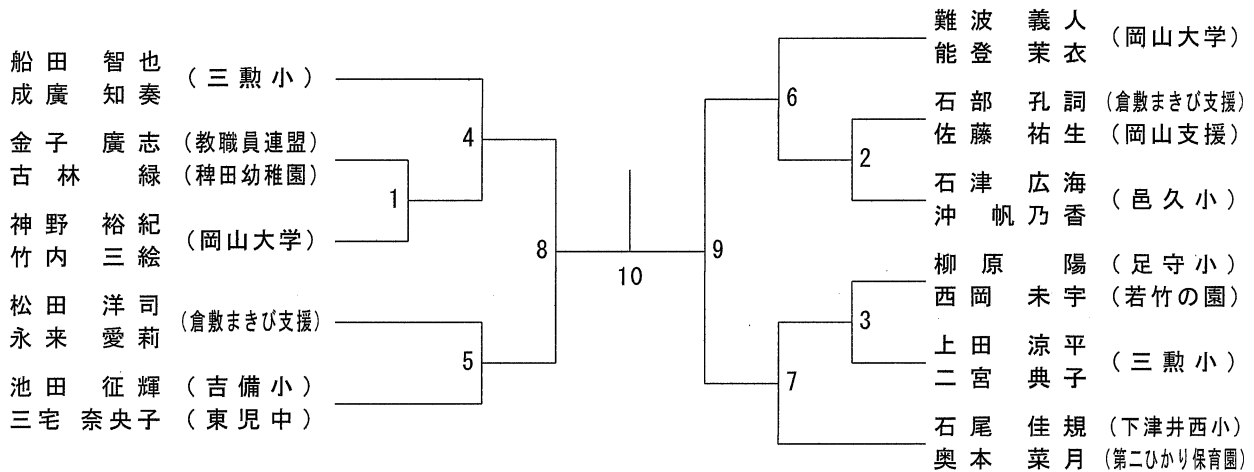 船田 智也 (三勲小)
成廣 知奏
金子 廣志 (教職員連盟)
古林 緑 (稗田幼稚園)
神野 裕紀 (岡山大学)
竹内 三絵
松田 洋司 (倉敷まきび支援)
永来 愛莉
池田 征輝 (吉備小)
三宅 奈央子 (東児中)
4
1
8
5
10
難波 義人 (岡山大学)
能登 茉衣
石部 孔詞 (倉敷まきび支援)
佐藤 祐生 (岡山支援)
石津 広海 (邑久小)
沖 帆乃香
柳原 陽 (足守小)
西岡 未宇 (若竹の園)
上田 涼平 (三勲小)
二宮 典子
石尾 佳規 (下津井西小)
奥本 菜月 (第二ひかり保育園)
6
2
9
3
7